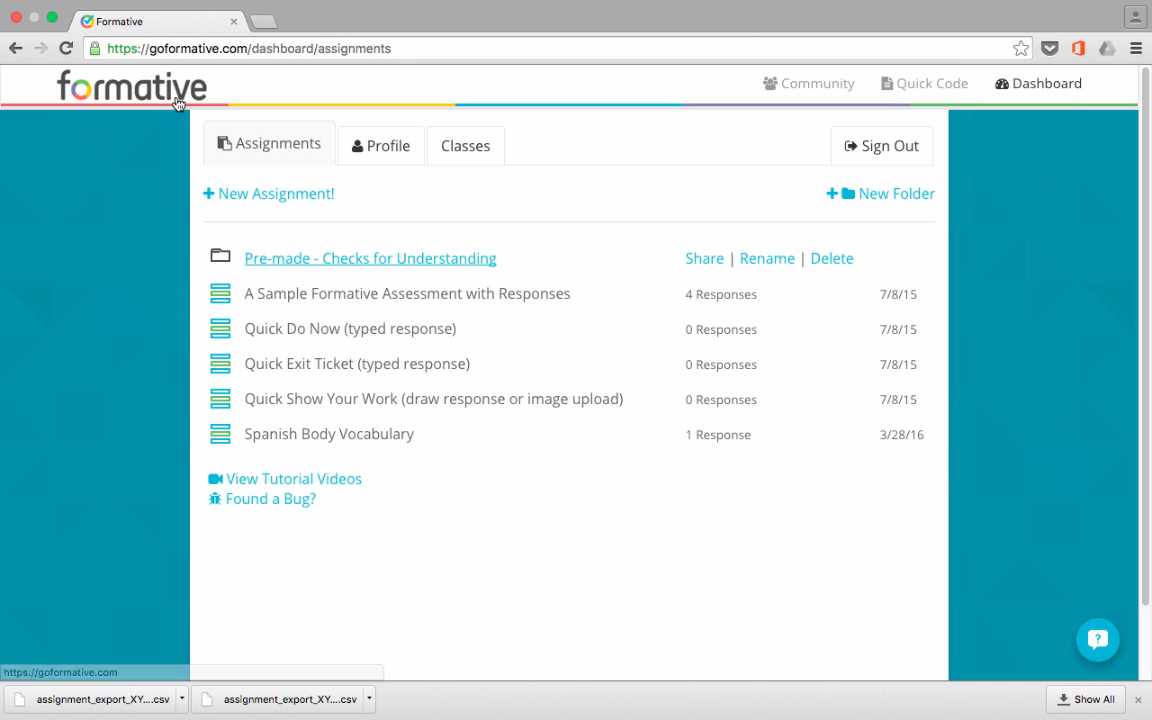 Formative
https://goformative.com/dashboard/assignments
formative
Community
Quick Code
Dashboard
Assignments
Profile
Classes
Sign Out
New Assignment!
New Folder
Pre-made - Checks for Understanding Share | Rename | Delete
A Sample Formative Assessment with Responses 4 Responses 7/8/15
Quick Do Now (typed response) 0 Responses 7/8/15
Quick Exit Ticket (typed response) 0 Responses 7/8/15
Quick Show Your Work (draw response or image upload) 0 Responses 7/8/15
Spanish Body Vocabulary 1 Response 3/28/16
View Tutorial Videos
Found a Bug?
https://goformative.com
assignment_export_XY....csv
assignment_export_XY....csv
Show All